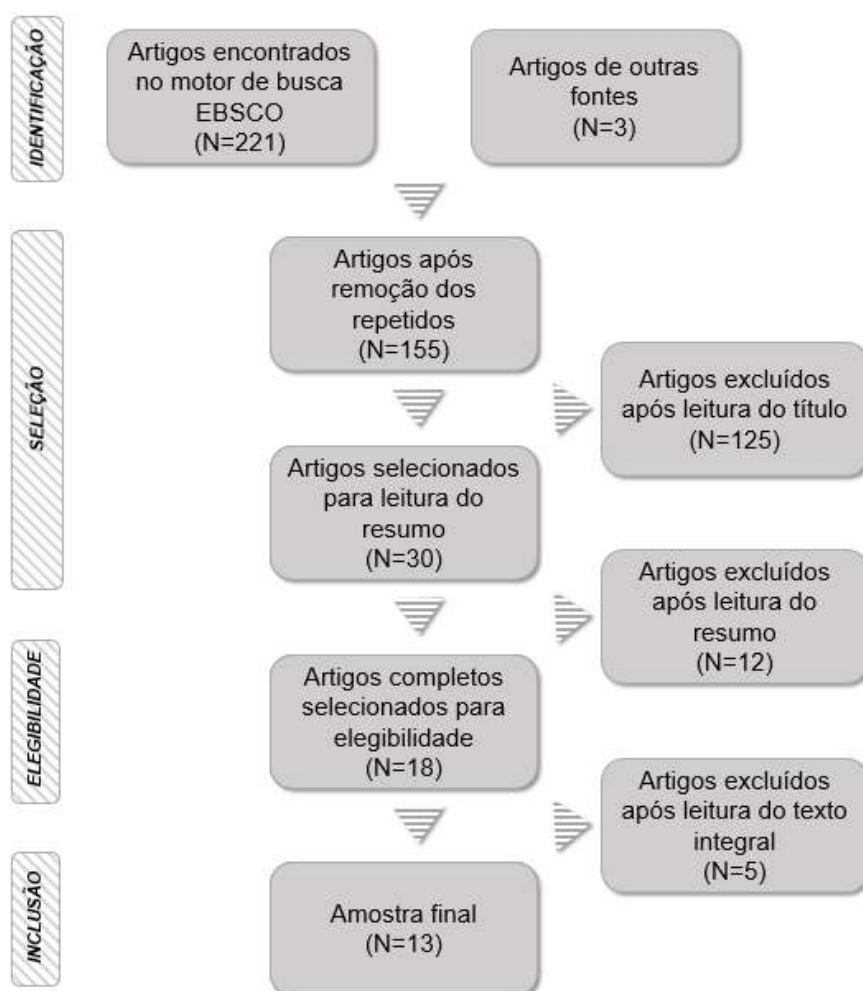 IDENTIFICAÇÃO
Artigos encontrados
no motor de busca
EBSCO
(N=221)
Artigos de outras
fontes
(N=3)
SELEÇÃO
Artigos após
remoção dos
repetidos
(N=155)
Artigos excluídos
após leitura do título
(N=125)
Artigos selecionados
para leitura do
resumo
(N=30)
Artigos excluídos
após leitura do
resumo
(N=12)
ELEGIBILIDADE
Artigos completos
selecionados para
elegibilidade
(N=18)
Artigos excluídos
após leitura do texto
integral
(N=5)
INCLUSÃO
Amostra final
(N=13)